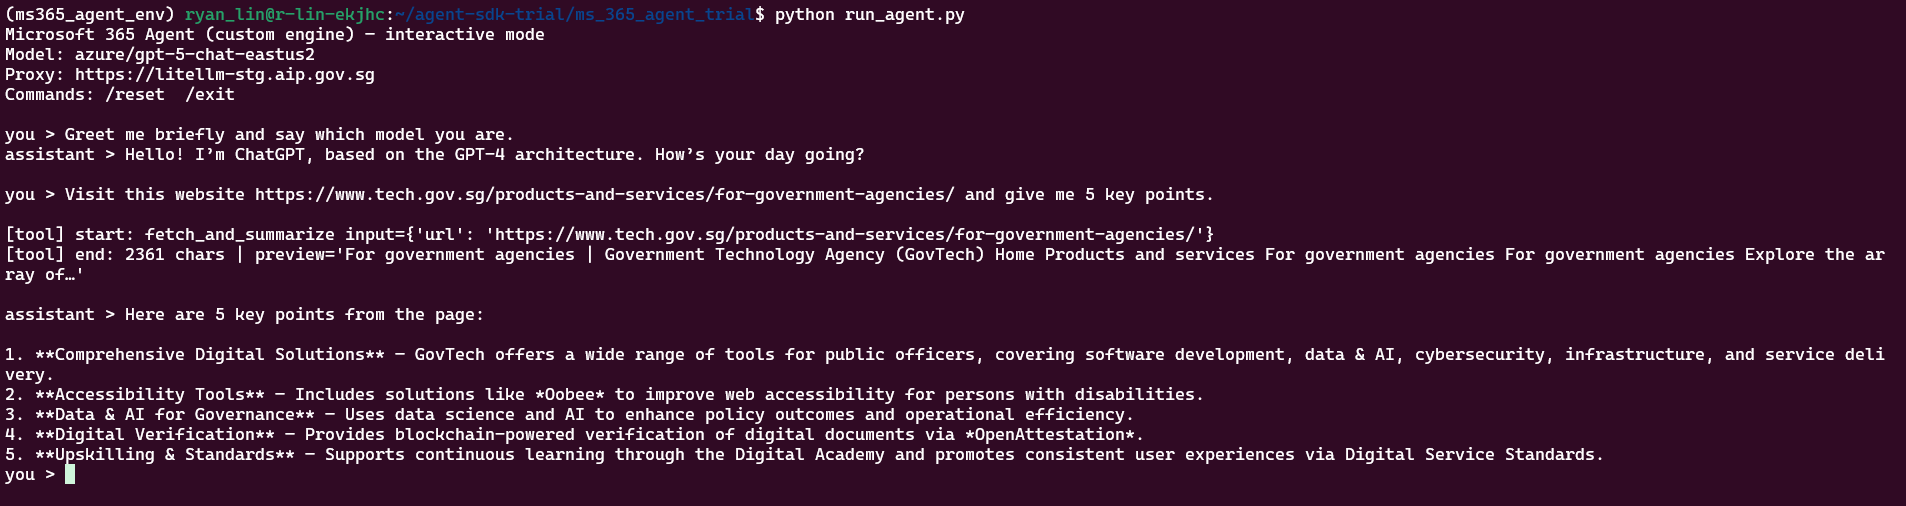 (ms365_agent_env) ryan_lin@r-lin-ekjhc:~/agent-sdk-trial/ms_365_agent_trial$ python run_agent.py
Microsoft 365 Agent (custom engine) — interactive mode
Model: azure/gpt-5-chat-eastus2
Proxy: https://litellm-stg.aip.gov.sg
Commands: /reset  /exit
you > Greet me briefly and say which model you are.
assistant > Hello! I’m ChatGPT, based on the GPT-4 architecture. How’s your day going?
you > Visit this website https://www.tech.gov.sg/products-and-services/for-government-agencies/ and give me 5 key points.
[tool] start: fetch_and_summarize input={'url': 'https://www.tech.gov.sg/products-and-services/for-government-agencies/'}
[tool] end: 2361 chars | preview='For government agencies | Government Technology Agency (GovTech) Home Products and services For government agencies For government agencies Explore the ar
ray of…'
assistant > Here are 5 key points from the page:
1. **Comprehensive Digital Solutions** – GovTech offers a wide range of tools for public officers, covering software development, data & AI, cybersecurity, infrastructure, and service deli
very.
2. **Accessibility Tools** – Includes solutions like *Oobee* to improve web accessibility for persons with disabilities.
3. **Data & AI for Governance** – Uses data science and AI to enhance policy outcomes and operational efficiency.
4. **Digital Verification** – Provides blockchain-powered verification of digital documents via *OpenAttestation*.
5. **Upskilling & Standards** – Supports continuous learning through the Digital Academy and promotes consistent user experiences via Digital Service Standards.
you >